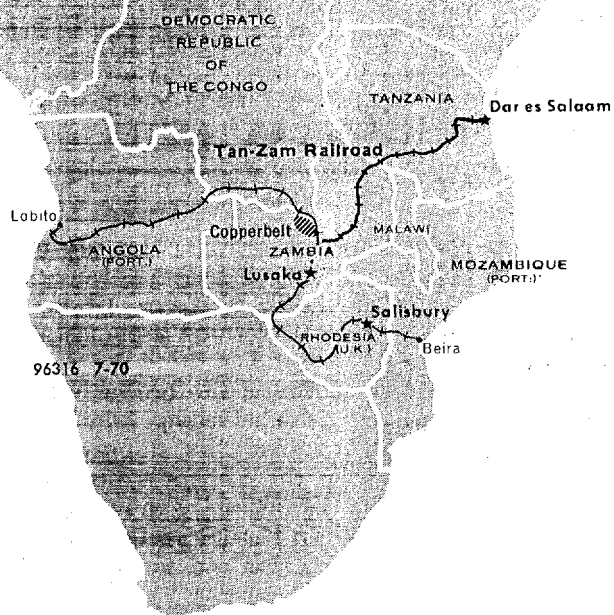 DEMOCRATIC
REPUBLIC
OF
THE CONGO
TANZANIA
Dar es Salaam
Tan-Zam Railroad
Lobito
Copperbelt
MALAWI
ANGOLA
(PORT.)
ZAMBIA
Lusaka
MOZAMBIQUE
(PORT.)
Salisbury
RHODESIA
(U.K.)
Beira
96316 7-70